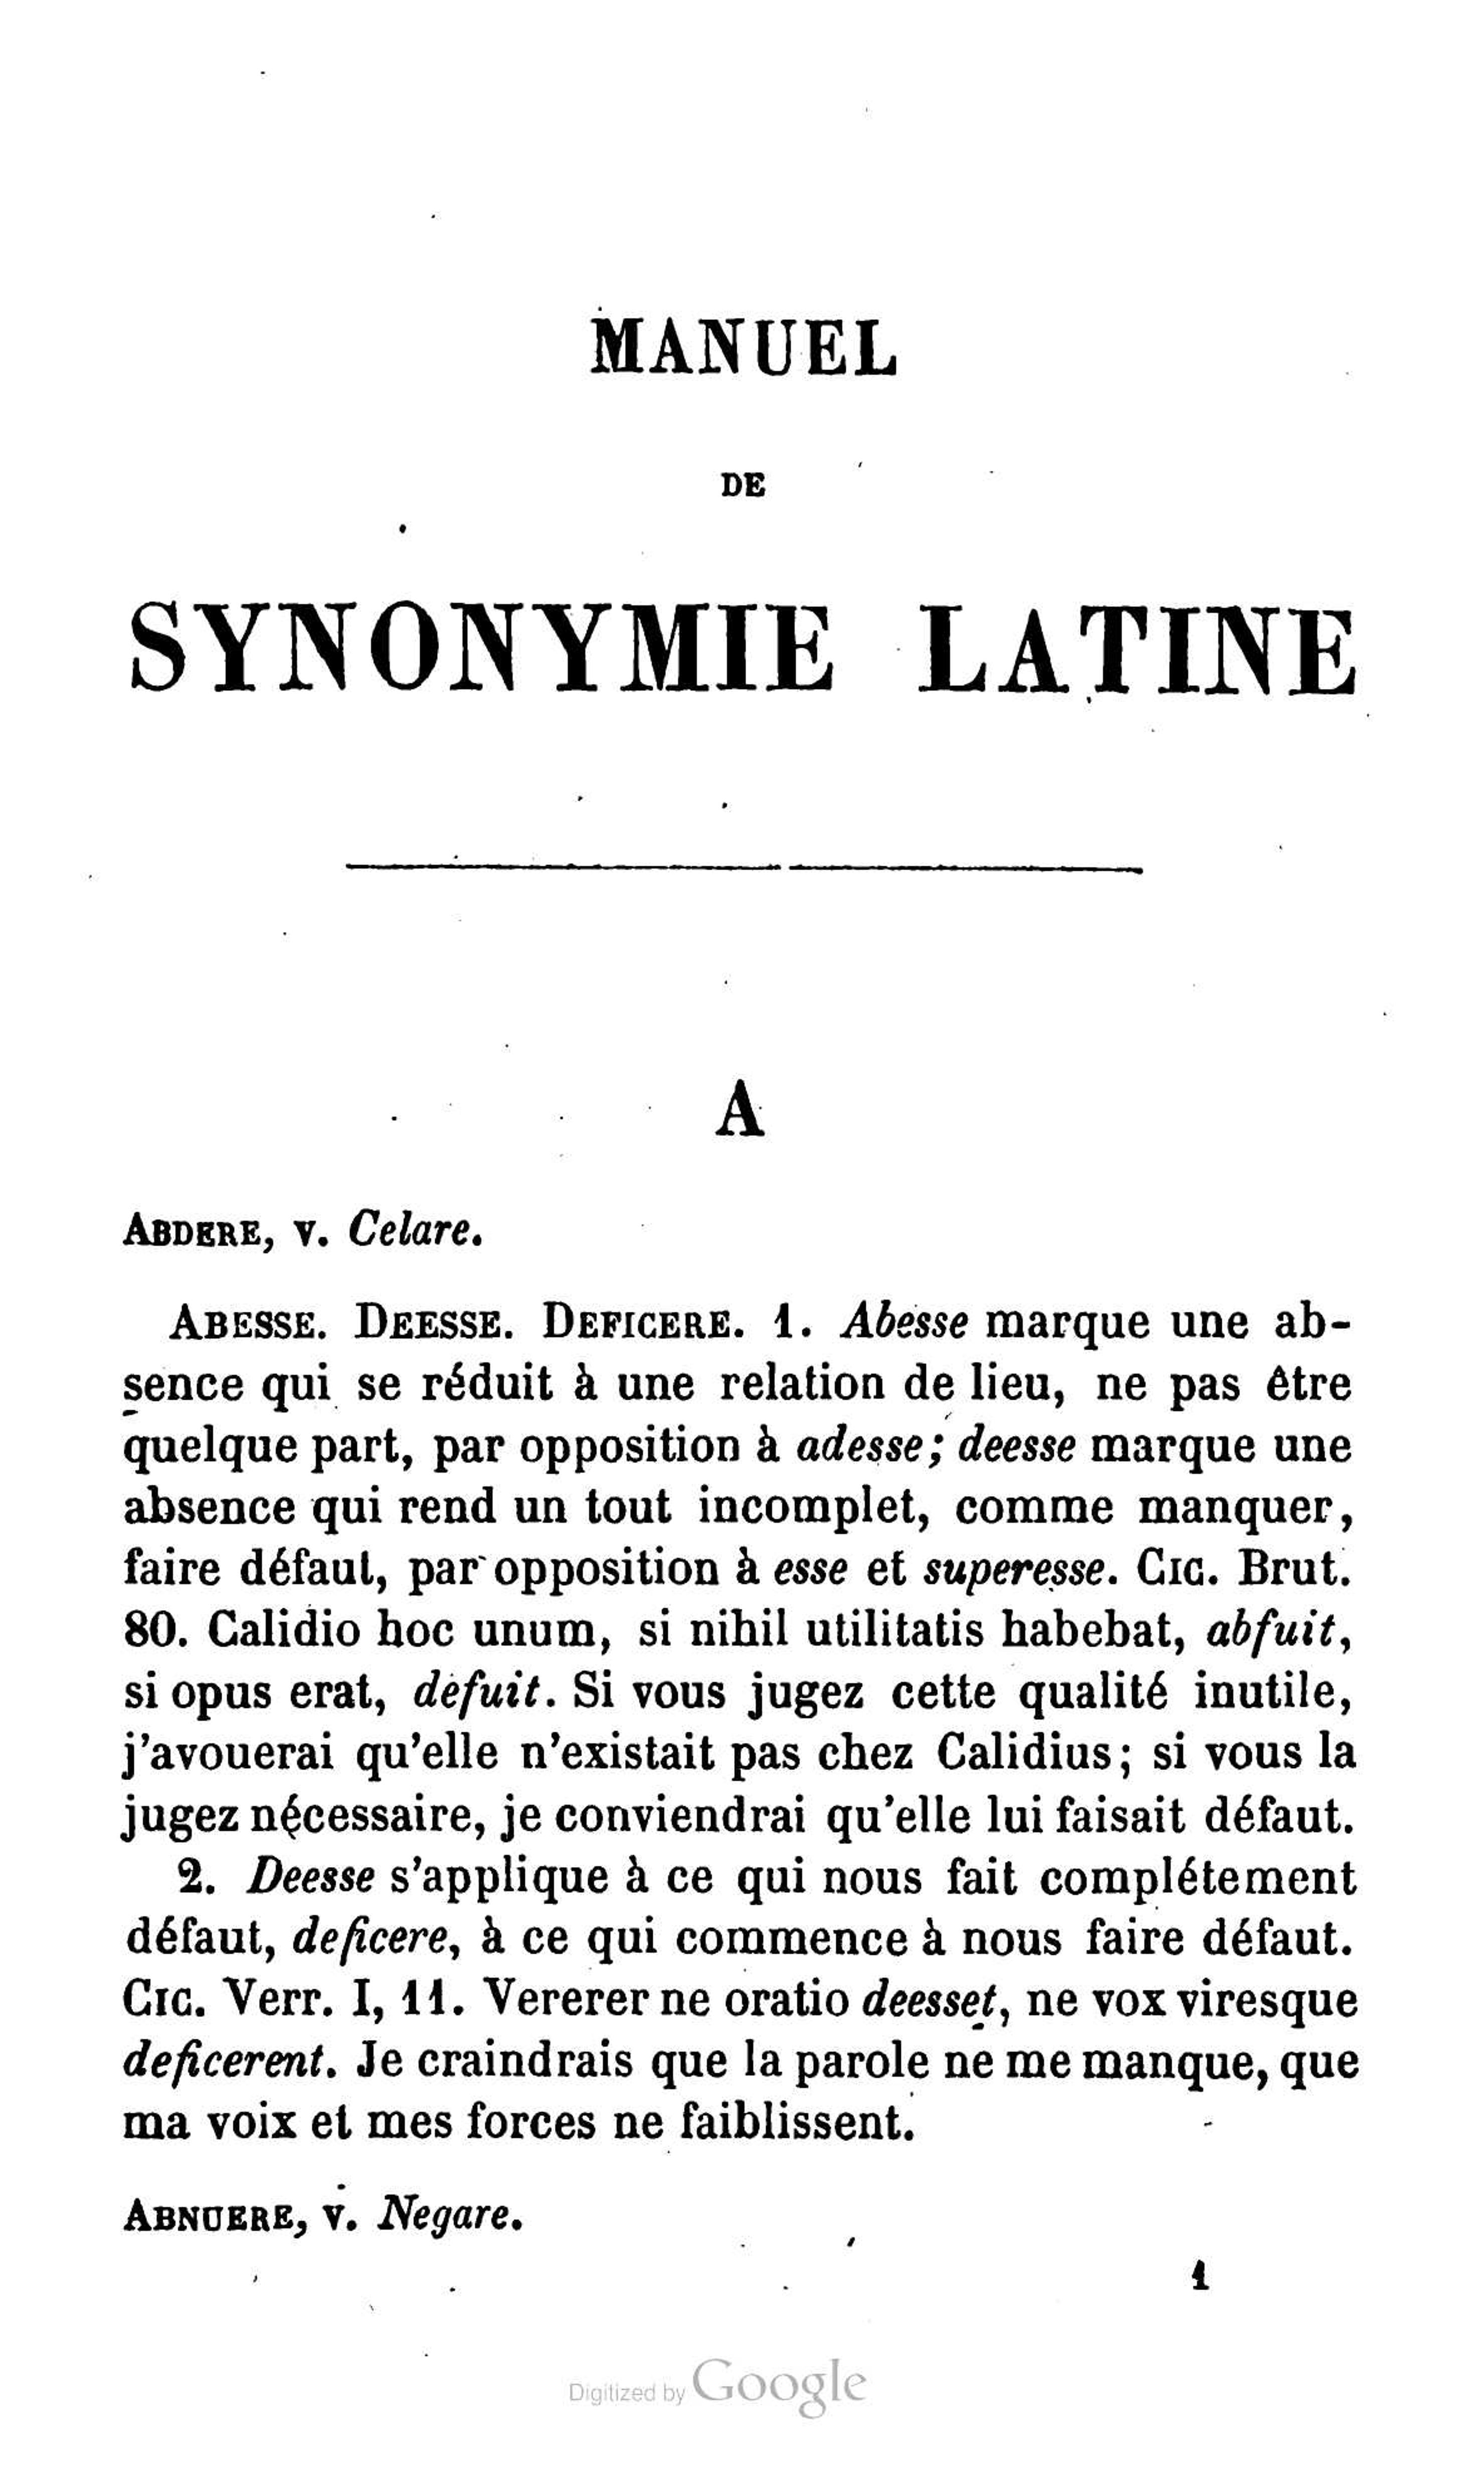 MANUEL
DE
SYNONYMIE LATINE
A
ABDERE, v. Celare.
ABESSE. DEESSE. DEFICERE. 1. Abesse marque une ab-
sence qui se réduit à une relation de lieu, ne pas être
quelque part, par opposition à adesse; deesse marque une
absence qui rend un tout incomplet, comme manquer,
faire défaut, par opposition à esse et superesse. CIC. Brut.
80. Calidio hoc unum, si nihil utilitatis habebat, abfuit,
si opus erat, defuit. Si vous jugez cette qualité inutile,
j'avouerai qu'elle n'existait pas chez Calidius; si vous la
jugez nécessaire, je conviendrai qu'elle lui faisait défaut.
2. Deesse s'applique à ce qui nous fait complétement
défaut, deficere, à ce qui commence à nous faire défaut.
CIC. Verr. I, 11. Vererer ne oratio deesset, ne vox viresque
deficerent. Je craindrais que la parole ne me manque, que
ma voix et mes forces ne faiblissent.
ABNUERE, v. Negare.
1
Digitized by Google